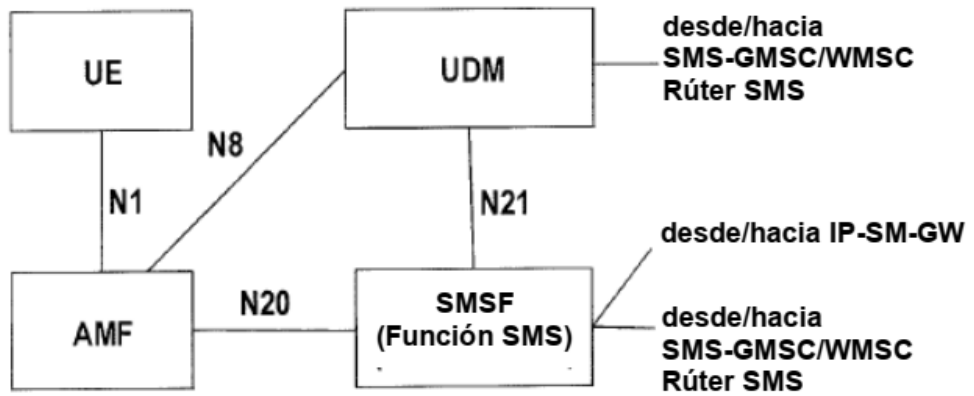 UE
UDM
desde/hacia
SMS-GMSC/WMSC
Rúter SMS
N8
N1
N21
desde/hacia IP-SM-GW
AMF
N20
SMSF
(Función SMS)
desde/hacia
SMS-GMSC/WMSC
Rúter SMS